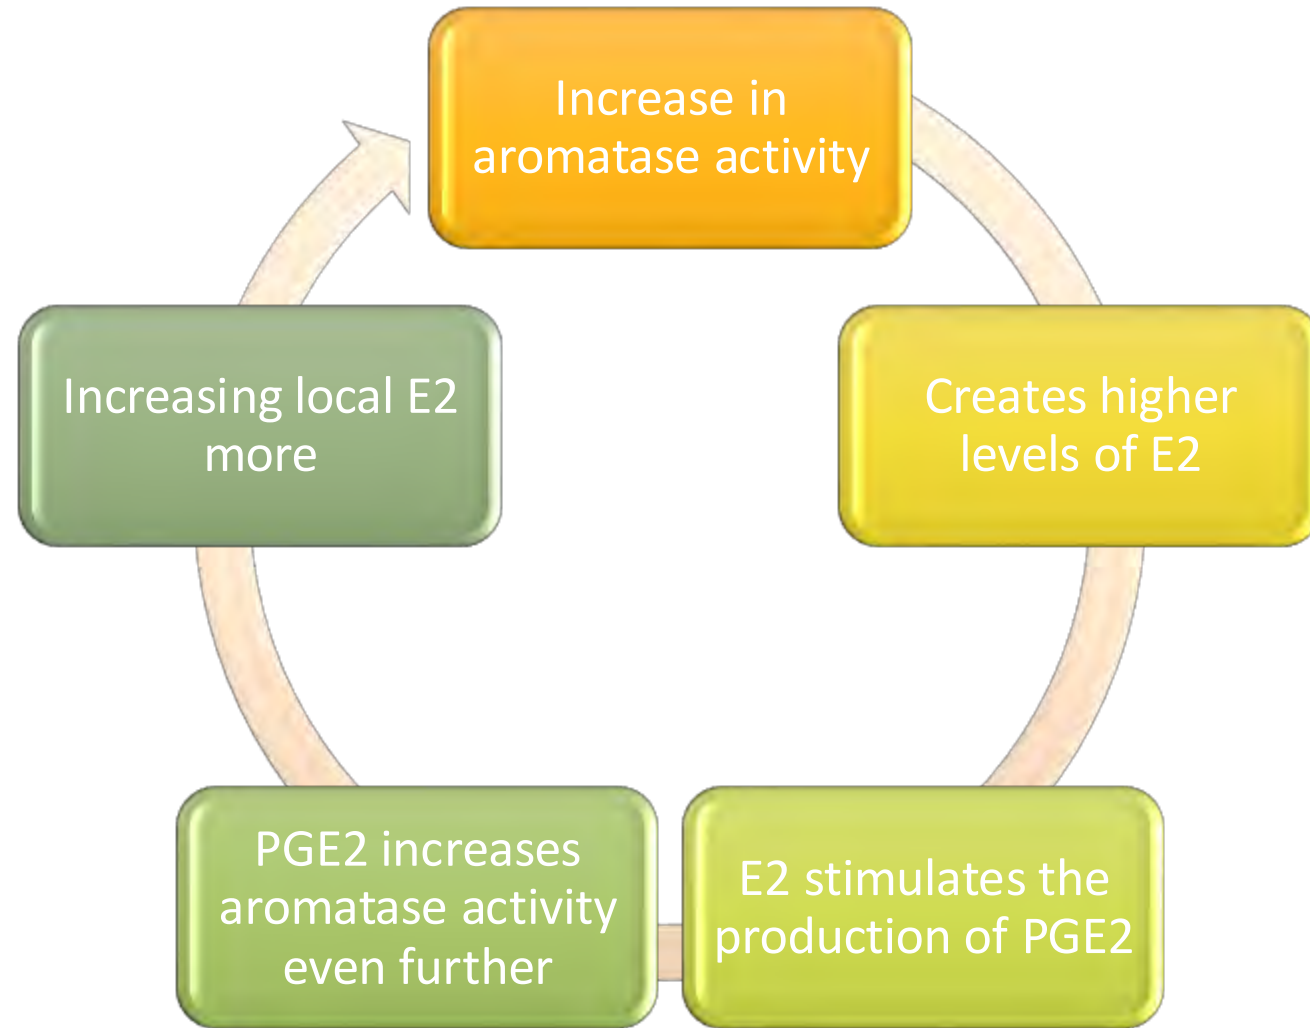 Increase in
aromatase activity
Creates higher
levels of E2
E2 stimulates the
production of PGE2
PGE2 increases
aromatase activity
even further
Increasing local E2
more